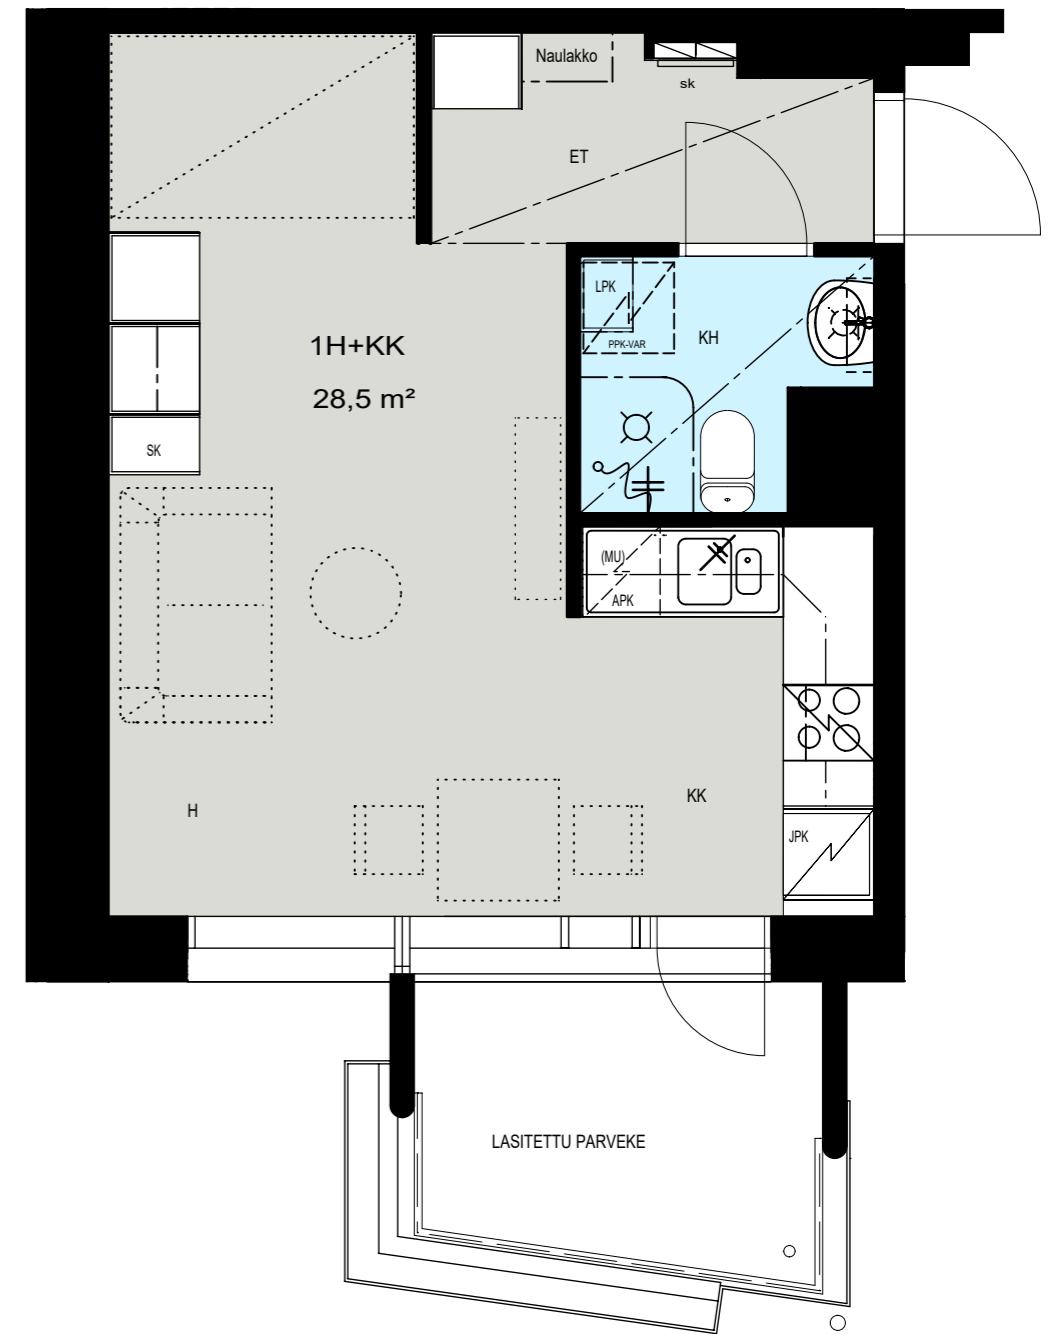 Naulakko
sk
ET
LPK
PPK-VAR
KH
1H+KK
28,5 m²
SK
(MU)
APK
H
KK
JPK
LASITETTU PARVEKE